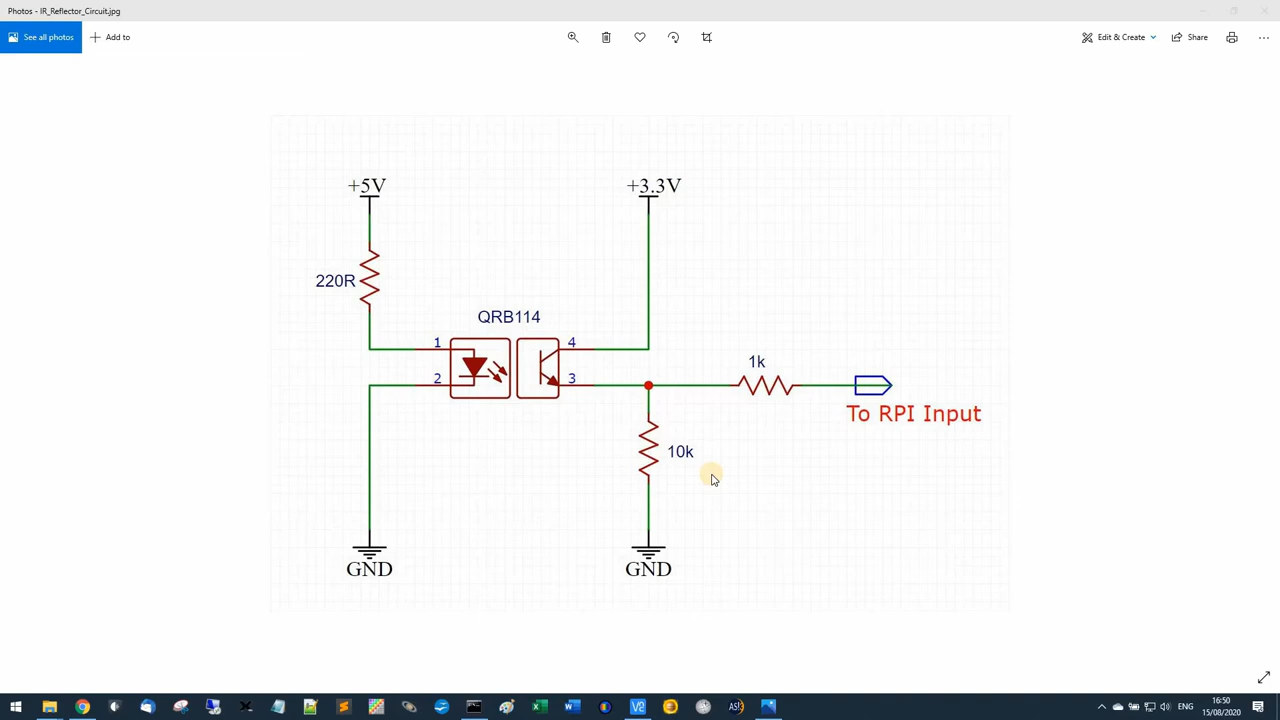 Photos - IR_Reflector_Circuit.jpg
See all photos
Add to
Edit & Create
Share
+5V
+3.3V
220R
QRB114
1
4
2
3
1k
To RPI Input
10k
GND
GND
ENG
16:50
15/08/2020